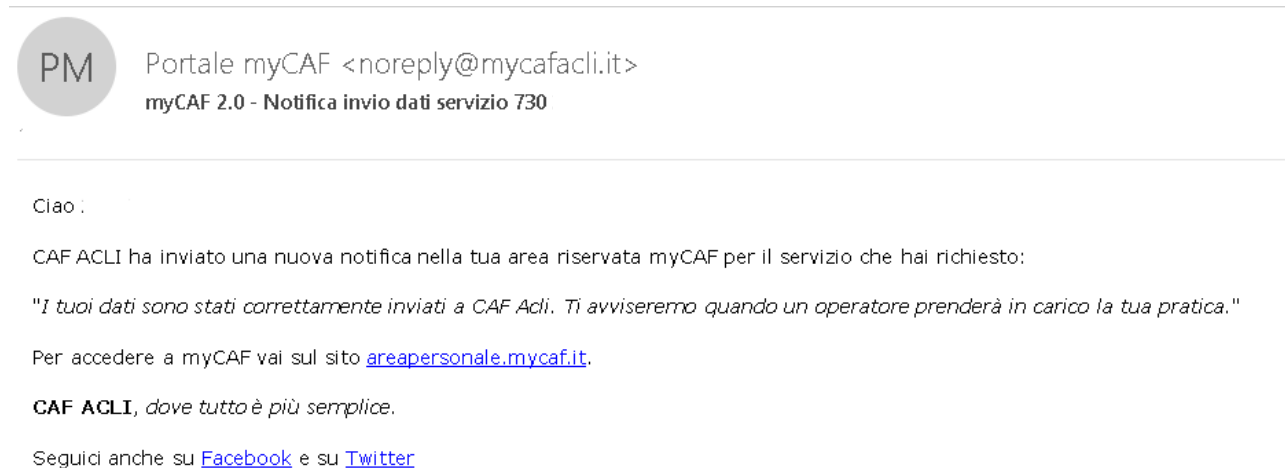 PM
Portale myCAF <noreply@mycafacli.it>
myCAF 2.0 - Notifica invio dati servizio 730
Ciao :
CAF ACLI ha inviato una nuova notifica nella tua area riservata myCAF per il servizio che hai richiesto:
"I tuoi dati sono stati correttamente inviati a CAF Acli. Ti avviseremo quando un operatore prenderà in carico la tua pratica."
Per accedere a myCAF vai sul sito areapersonale.mycaf.it.
CAF ACLI, dove tutto è più semplice.
Seguici anche su Facebook e su Twitter